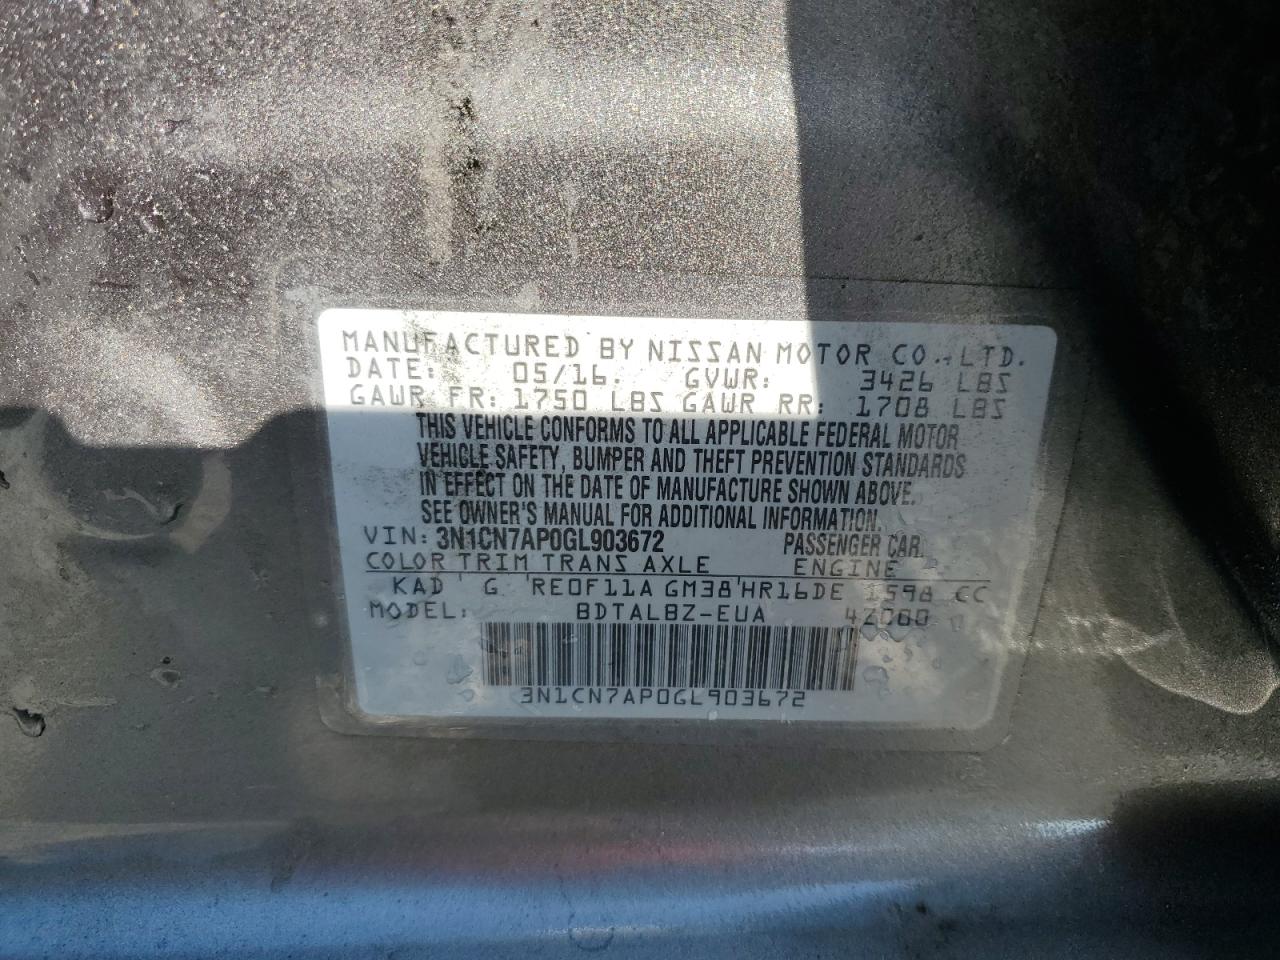 MANUFACTURED BY NISSAN MOTOR CO.,LTD.
DATE: 05/16. GVWR: 3426 LBS
GAWR FR: 1750 LBS GAWR RR: 1708 LBS
THIS VEHICLE CONFORMS TO ALL APPLICABLE FEDERAL MOTOR
VEHICLE SAFETY, BUMPER AND THEFT PREVENTION STANDARDS
IN EFFECT ON THE DATE OF MANUFACTURE SHOWN ABOVE.
SEE OWNER'S MANUAL FOR ADDITIONAL INFORMATION.
VIN: 3N1CN7AP0GL903672 PASSENGER CAR.
COLOR TRIM TRANS AXLE ENGINE
KAD G RE0F11A GM38 HR16DE 1598 CC
MODEL: BDTALBZ-EUA 4Z000
3N1CN7AP0GL903672